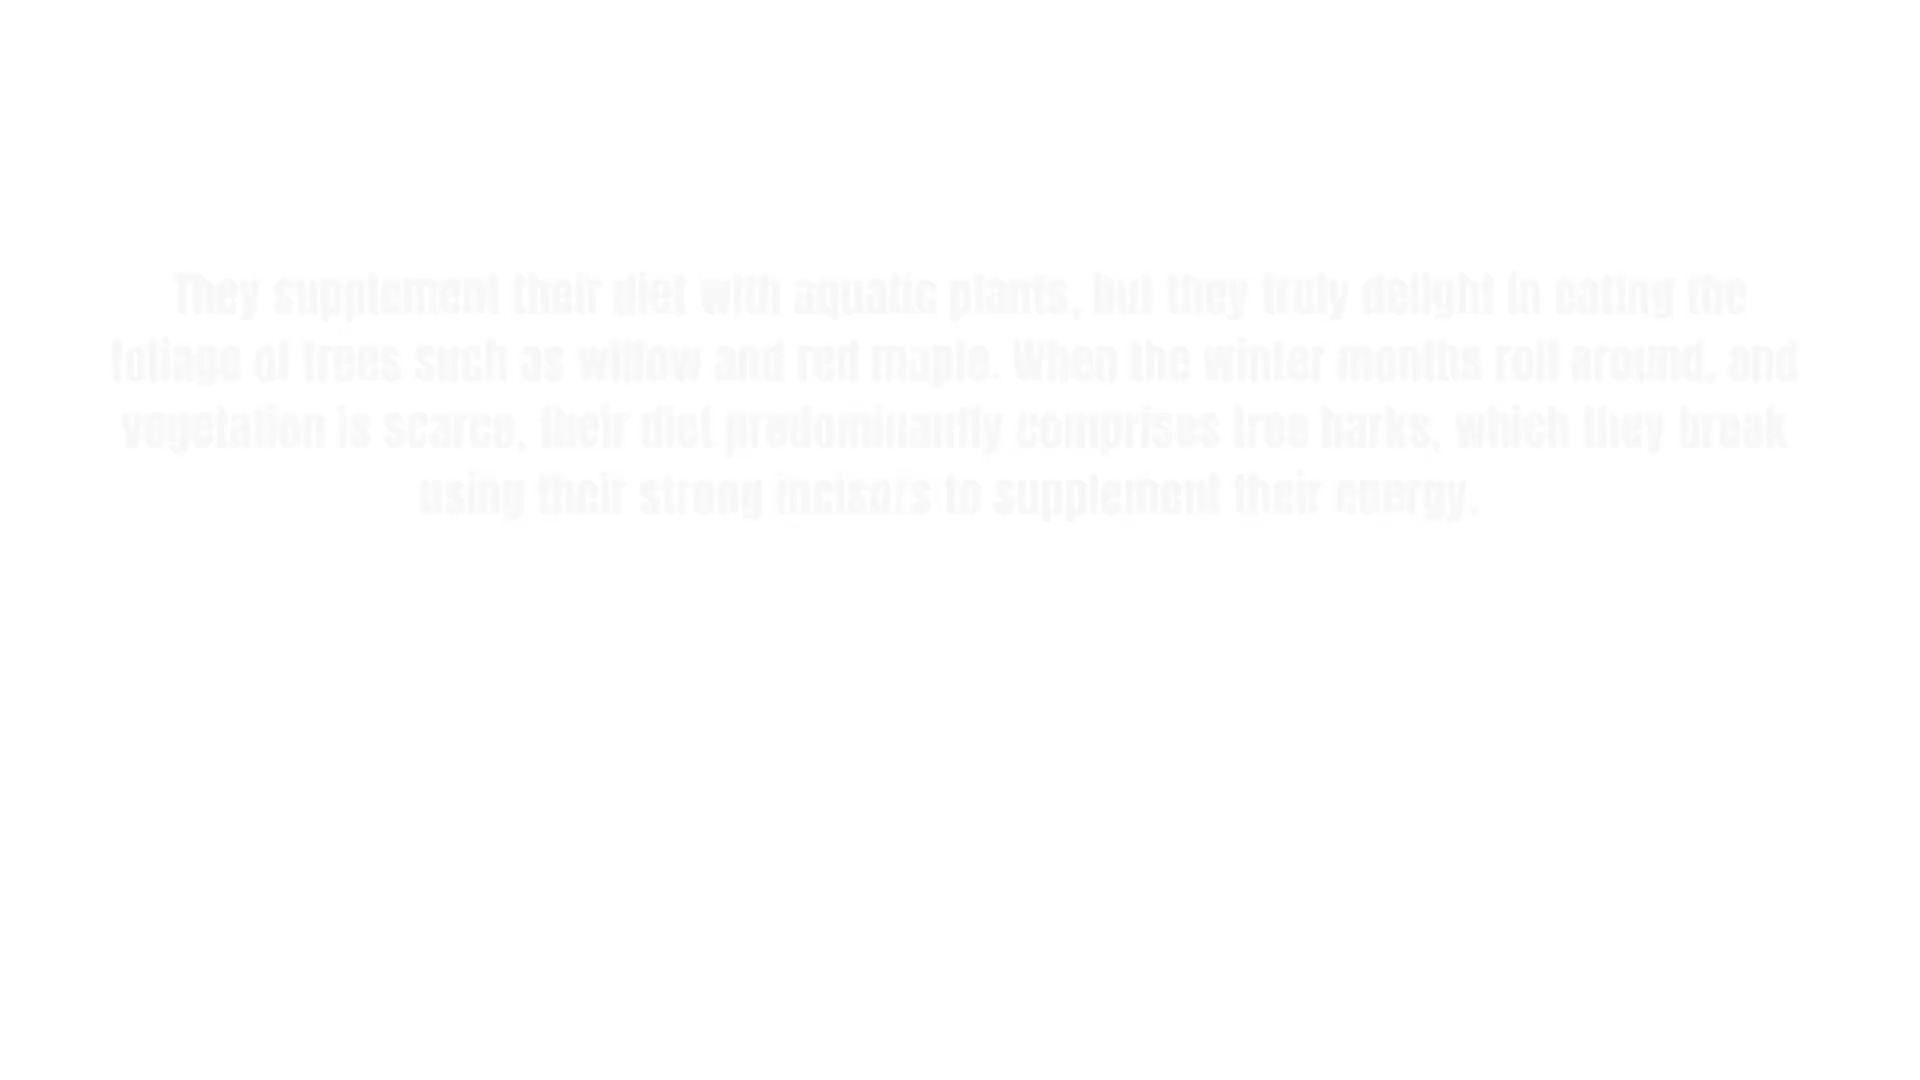 They supplement their diet with aquatic plants, but they truly delight in eating the
foliage of trees such as willow and red maple. When the winter months roll around, and
vegetation is scarce, their diet predominantly comprises tree barks, which they break
using their strong incisors to supplement their energy.